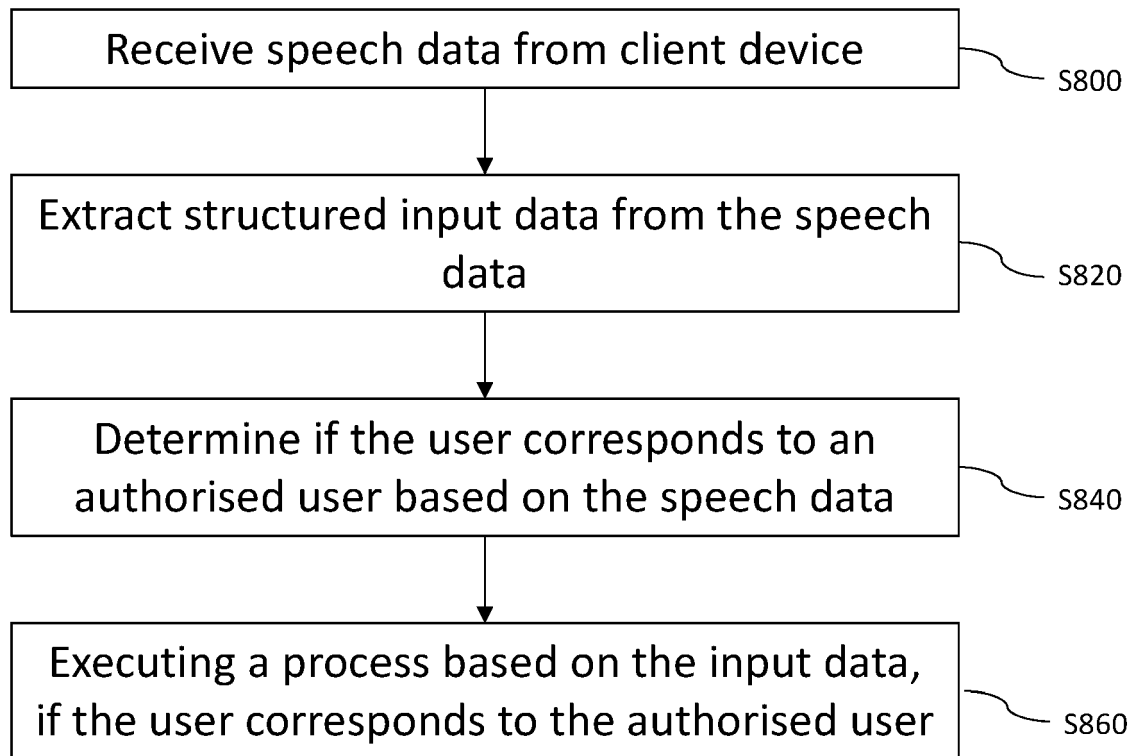 Receive speech data from client device
S800
Extract structured input data from the speech
data
S820
Determine if the user corresponds to an
authorised user based on the speech data
S840
Executing a process based on the input data,
if the user corresponds to the authorised user
S860